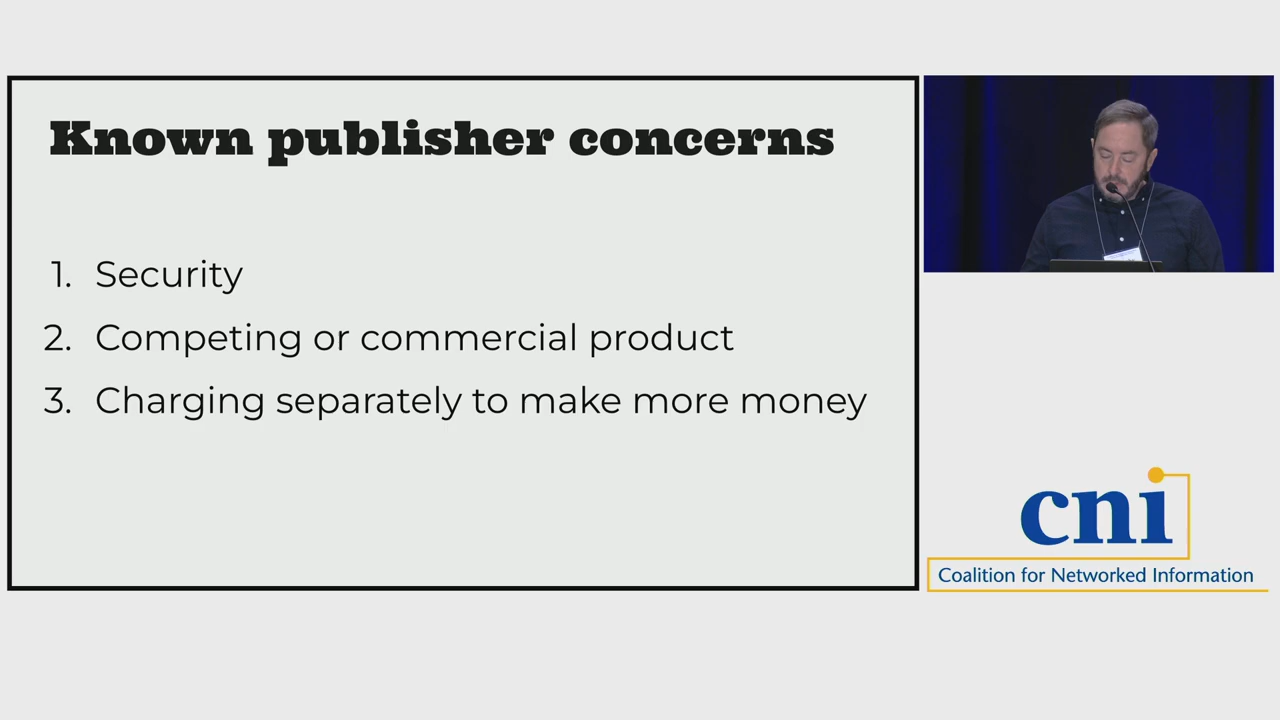 Known publisher concerns
1. Security
2. Competing or commercial product
3. Charging separately to make more money
cni
Coalition for Networked Information